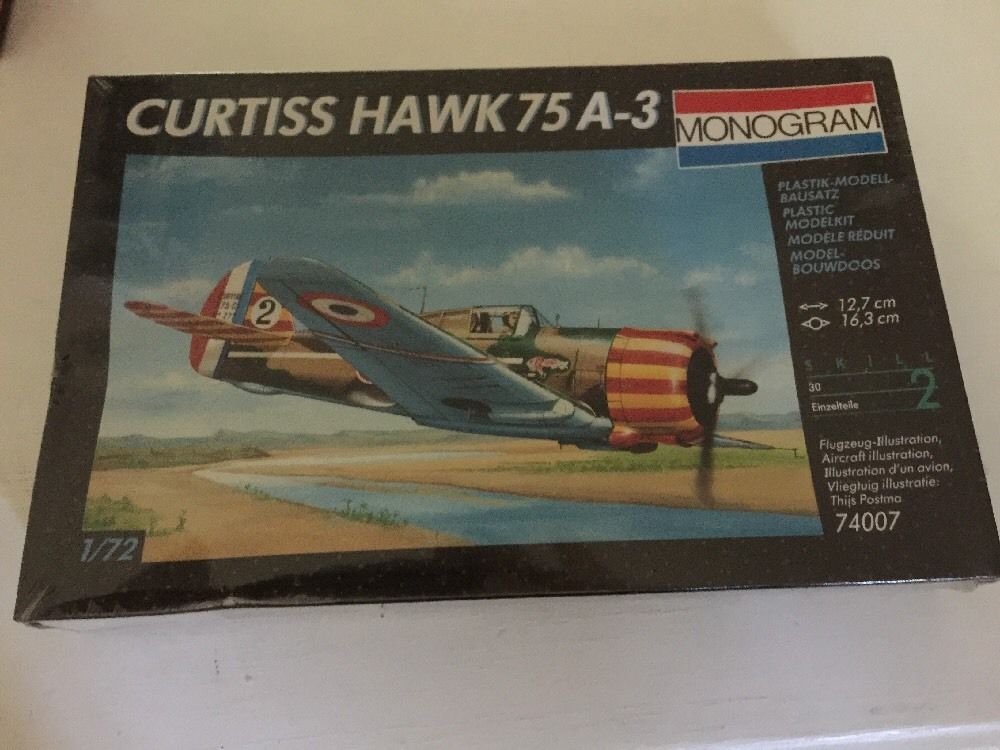 CURTISS HAWK 75 A-3
MONOGRAM
PLASTIK-MODELL-
BAUSATZ
PLASTIC
MODELKIT
MODÈLE RÉDUIT
MODEL-
BOUWDOOS
12,7 cm
16,3 cm
SKILL
30
2
Einzelteile
Flugzeug-Illustration,
Aircraft illustration,
Illustration d'un avion,
Vliegtuig illustratie:
Thijs Postma
74007
2
1/72